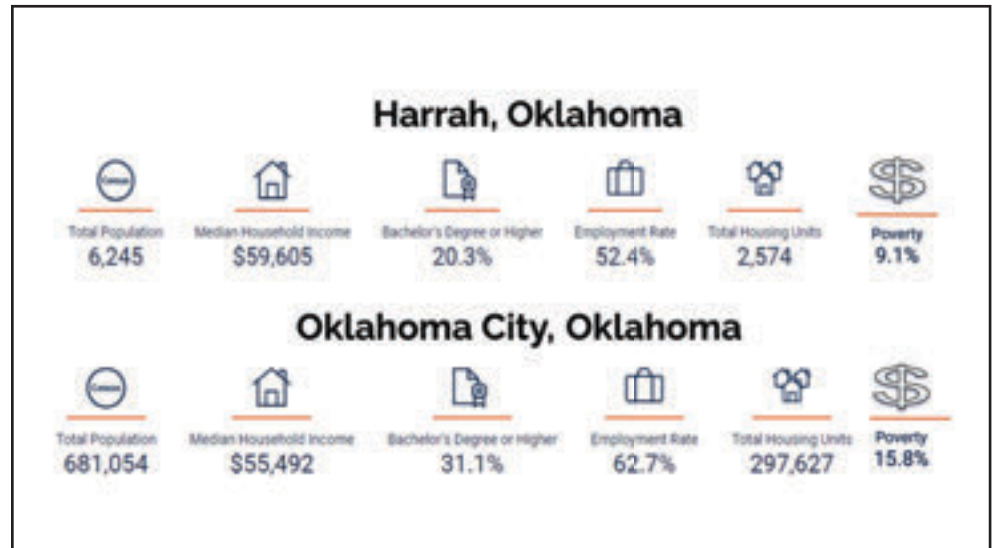 Harrah, Oklahoma
Census
Total Population Median Household Income Bachelor's Degree or Higher Employment Rate Total Housing Units Poverty
6,245 $59,605 20.3% 52.4% 2,574 9.1%
Oklahoma City, Oklahoma
Census
Total Population Median Household Income Bachelor's Degree or Higher Employment Rate Total Housing Units Poverty
681,054 $55,492 31.1% 62.7% 297,627 15.8%